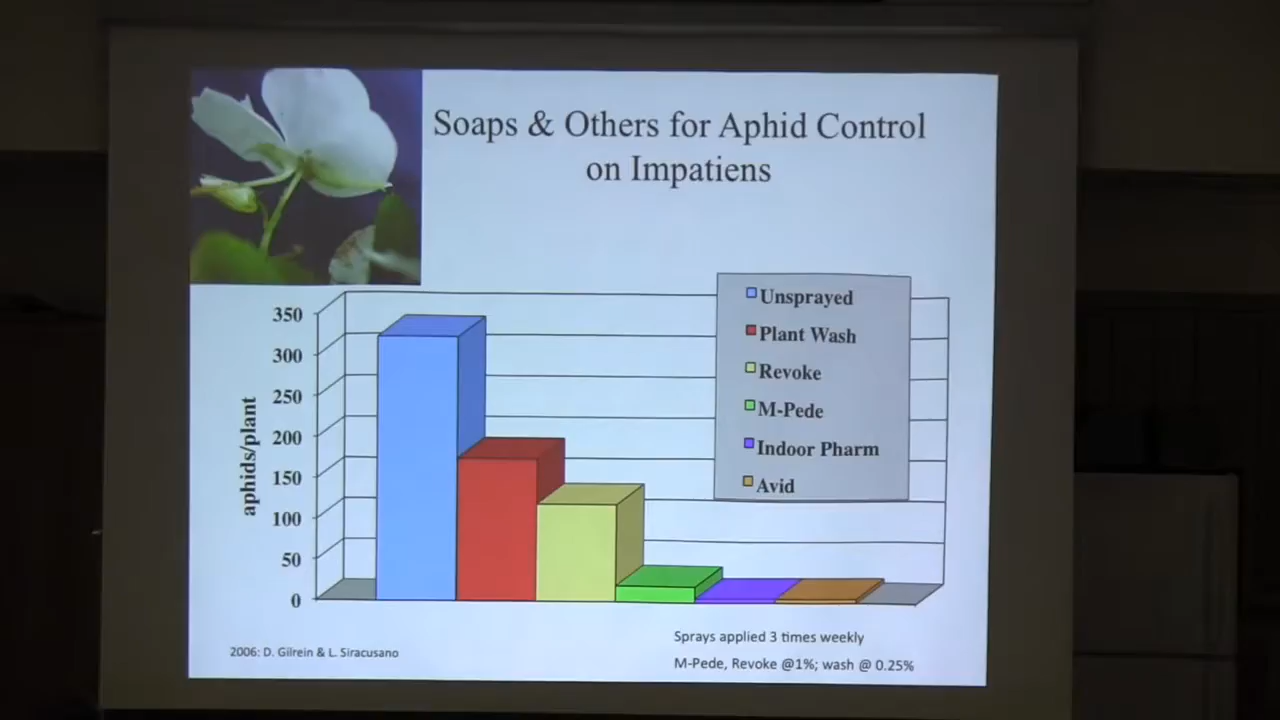 Soaps & Others for Aphid Control
on Impatiens
Unsprayed
Plant Wash
Revoke
M-Pede
Indoor Pharm
Avid
aphids/plant
350
300
250
200
150
100
50
0
Sprays applied 3 times weekly
2006: D. Gilrein & L. Siracusano
M-Pede, Revoke @1%; wash @ 0.25%